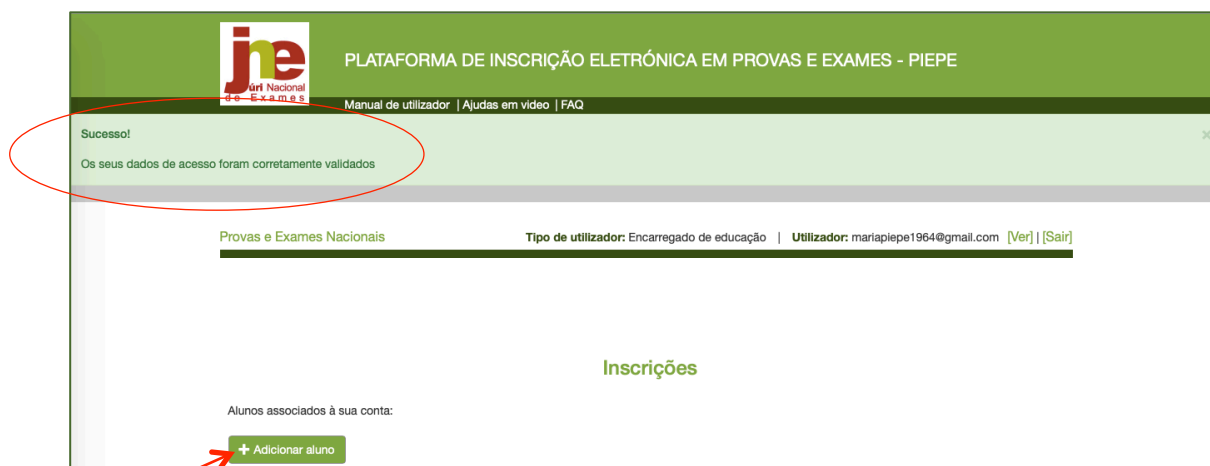 jne
Júri Nacional
de Exames
PLATAFORMA DE INSCRIÇÃO ELETRÓNICA EM PROVAS E EXAMES - PIEPE
Manual de utilizador | Ajudas em video | FAQ
Sucesso!
×
Os seus dados de acesso foram corretamente validados
Provas e Exames Nacionais Tipo de utilizador: Encarregado de educação | Utilizador: mariapiepe1964@gmail.com [Ver] | [Sair]
Inscrições
Alunos associados à sua conta:
+ Adicionar aluno